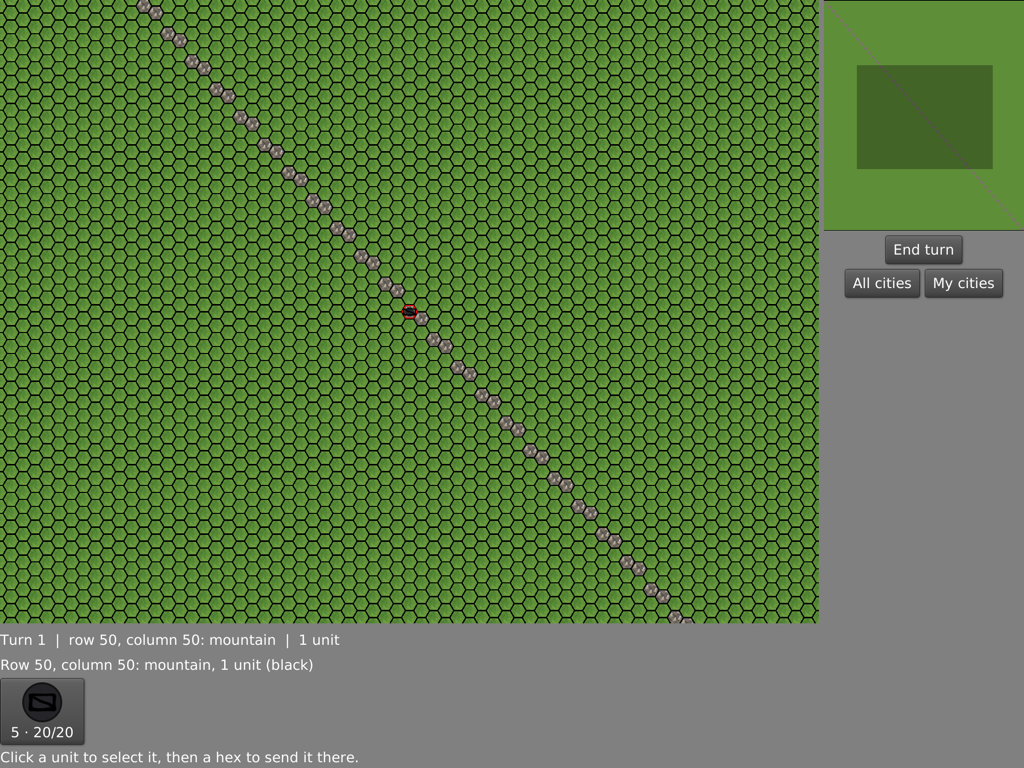 End turn
All cities My cities
Turn 1 | row 50, column 50: mountain | 1 unit
Row 50, column 50: mountain, 1 unit (black)
5 · 20/20
Click a unit to select it, then a hex to send it there.